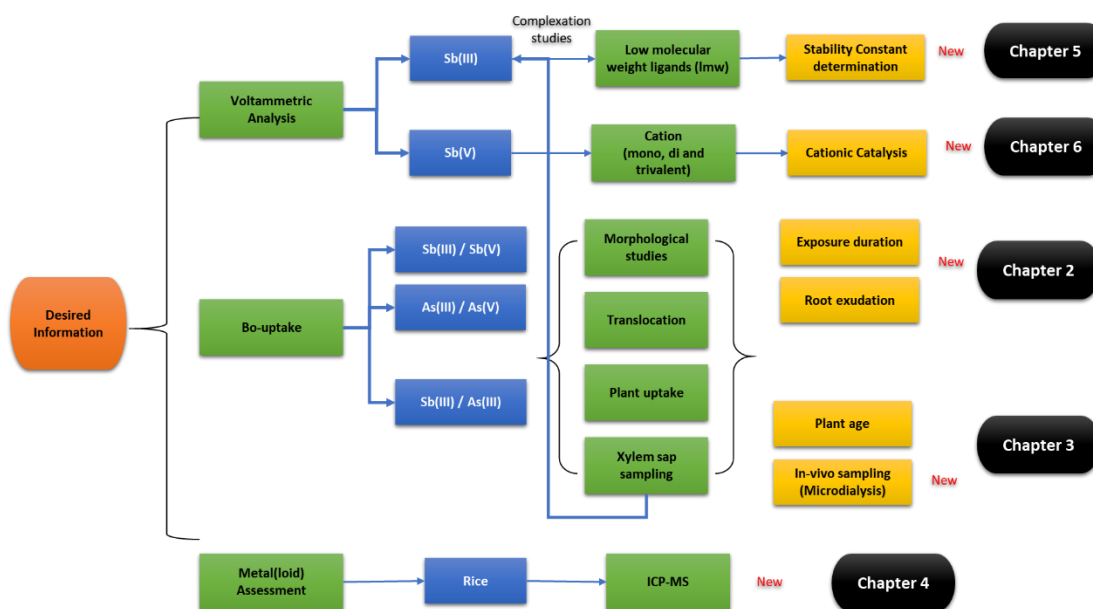 Complexation
studies
Sb(III)
Low molecular
weight ligands (lmw)
Stability Constant
determination
New
Chapter 5
Voltammetric
Analysis
Sb(V)
Cation
(mono, di and
trivalent)
Cationic Catalysis
New
Chapter 6
Desired
Information
Bo-uptake
Sb(III) / Sb(V)
As(III) / As(V)
Sb(III) / As(III)
Morphological
studies
Translocation
Plant uptake
Xylem sap
sampling
Exposure duration
Root exudation
New
Chapter 2
Plant age
In-vivo sampling
(Microdialysis)
New
Chapter 3
Metal(loid)
Assessment
Rice
ICP-MS
New
Chapter 4